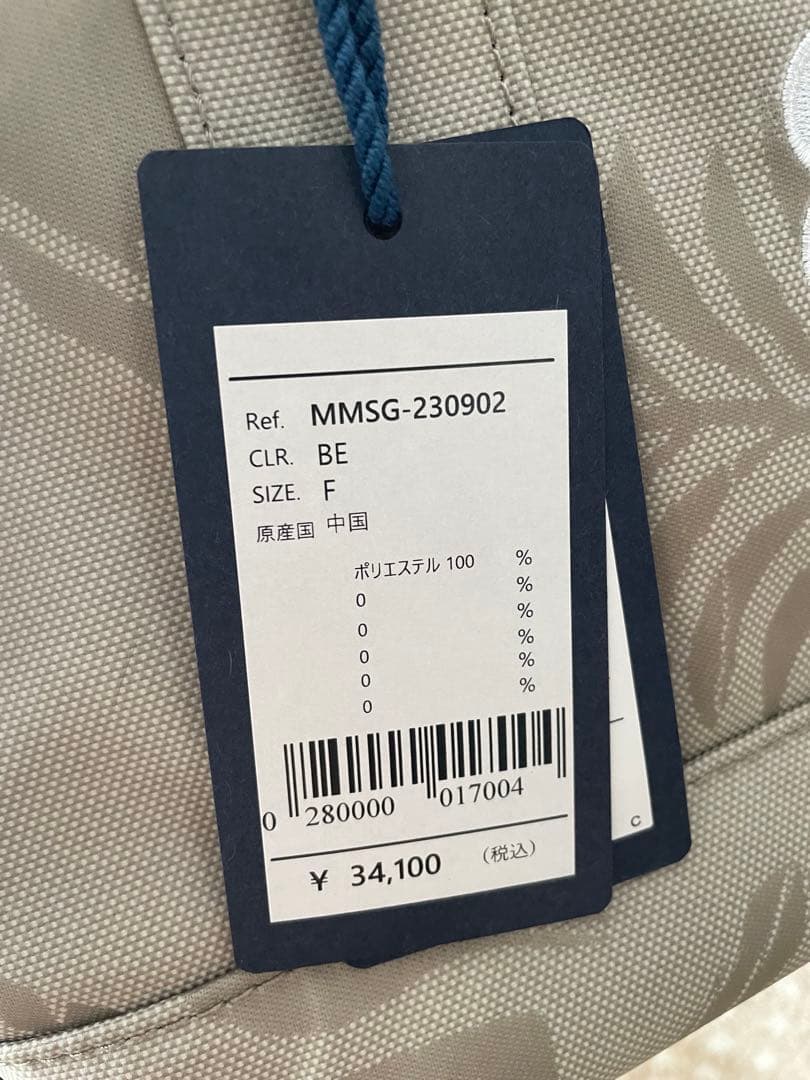 Ref. MMSG-230902
CLR. BE
SIZE. F
原産国 中国
ポリエステル 100 %
0 %
0 %
0 %
0 %
0 %
0 280000 017004
¥ 34,100 (税込)
C